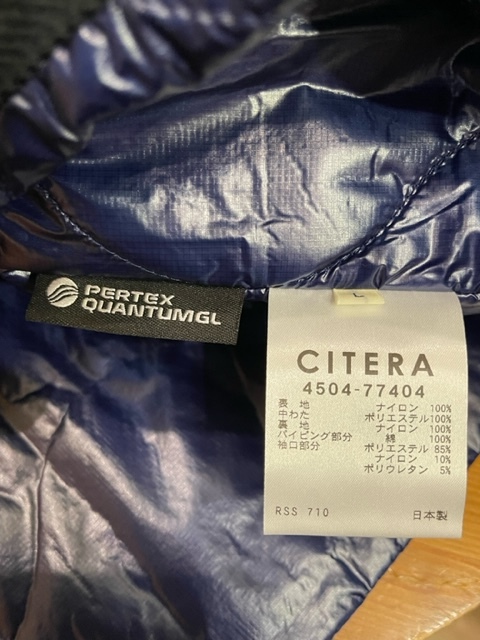 PERTEX
QUANTUMGL
L
CITERA
4504-77404
表 地 ナイロン 100%
中わた ポリエステル100%
裏 地 ナイロン 100%
パイピング部分 綿 100%
袖口部分 ポリエステル 85%
ナイロン 10%
ポリウレタン 5%
RSS 710 日本製